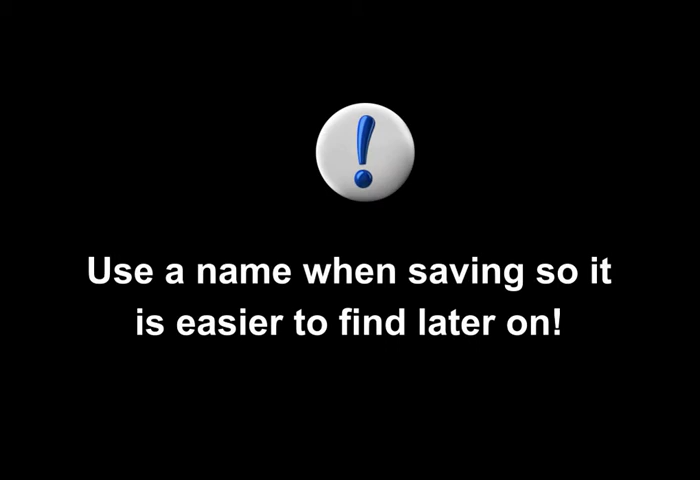 Use a name when saving so it
is easier to find later on!